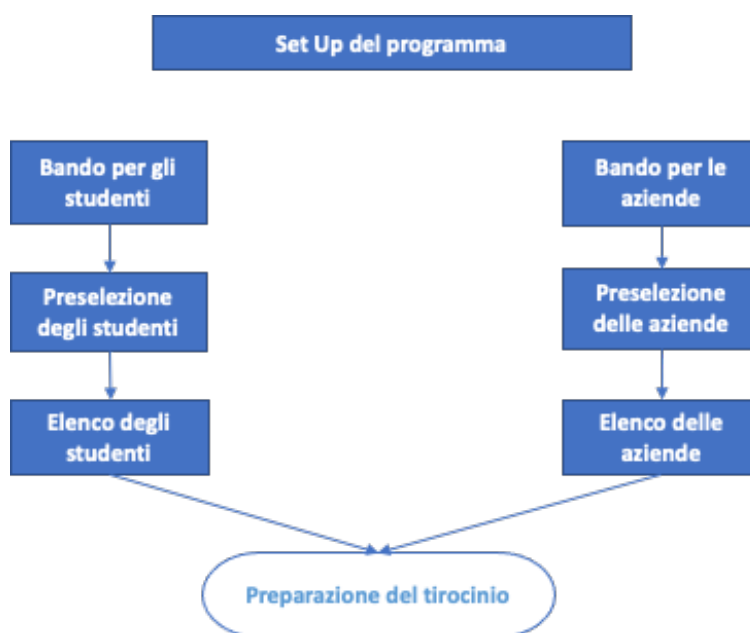 Set Up del programma
Bando per gli
studenti
Bando per le
aziende
Preselezione
degli studenti
Preselezione
delle aziende
Elenco degli
studenti
Elenco delle
aziende
Preparazione del tirocinio